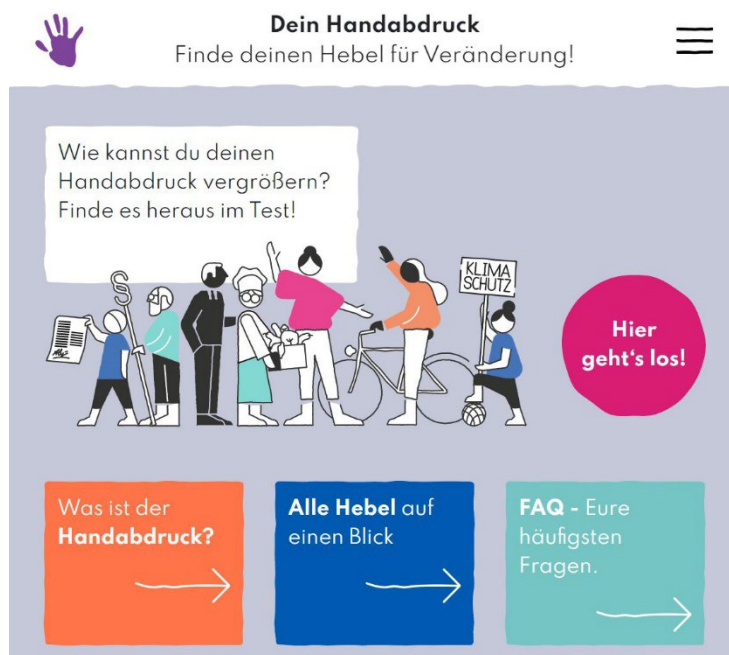 Dein Handabdruck
Finde deinen Hebel für Veränderung!
Wie kannst du deinen
Handabdruck vergrößern?
Finde es heraus im Test!
§
KLIMA
SCHUTZ
Hier
geht's los!
Was ist der
Handabdruck?
Alle Hebel auf
einen Blick
FAQ - Eure
häufigsten
Fragen.